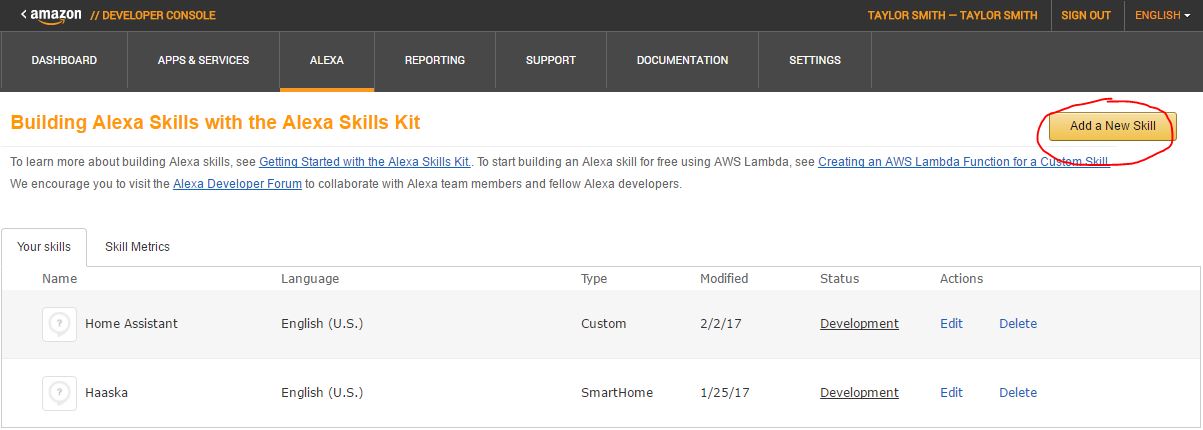 amazon // DEVELOPER CONSOLE TAYLOR SMITH — TAYLOR SMITH SIGN OUT ENGLISH
DASHBOARD APPS & SERVICES ALEXA REPORTING SUPPORT DOCUMENTATION SETTINGS
Building Alexa Skills with the Alexa Skills Kit Add a New Skill
To learn more about building Alexa skills, see Getting Started with the Alexa Skills Kit.. To start building an Alexa skill for free using AWS Lambda, see Creating an AWS Lambda Function for a Custom Skill.
We encourage you to visit the Alexa Developer Forum to collaborate with Alexa team members and fellow Alexa developers.
Your skills Skill Metrics
Name Language Type Modified Status Actions
? Home Assistant English (U.S.) Custom 2/2/17 Development Edit Delete
? Haaska English (U.S.) SmartHome 1/25/17 Development Edit Delete